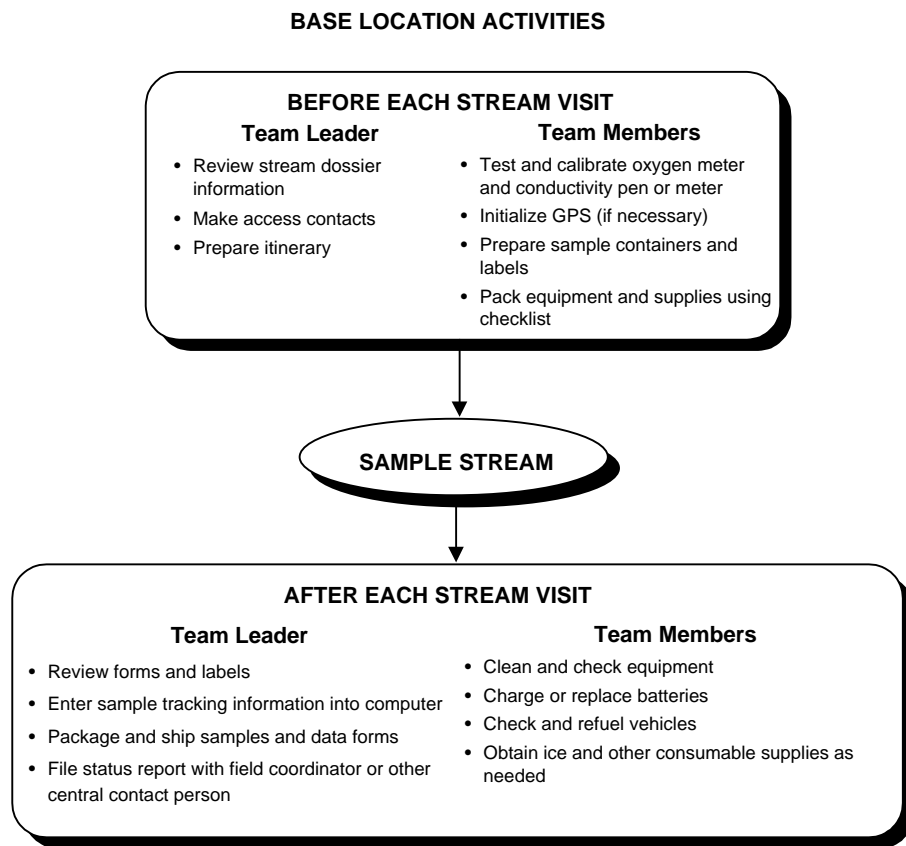 BASE LOCATION ACTIVITIES
BEFORE EACH STREAM VISIT
Team Leader
• Review stream dossier
information
• Make access contacts
• Prepare itinerary
Team Members
• Test and calibrate oxygen meter
and conductivity pen or meter
• Initialize GPS (if necessary)
• Prepare sample containers and
labels
• Pack equipment and supplies using
checklist
SAMPLE STREAM
AFTER EACH STREAM VISIT
Team Leader
• Review forms and labels
• Enter sample tracking information into computer
• Package and ship samples and data forms
• File status report with field coordinator or other
central contact person
Team Members
• Clean and check equipment
• Charge or replace batteries
• Check and refuel vehicles
• Obtain ice and other consumable supplies as
needed